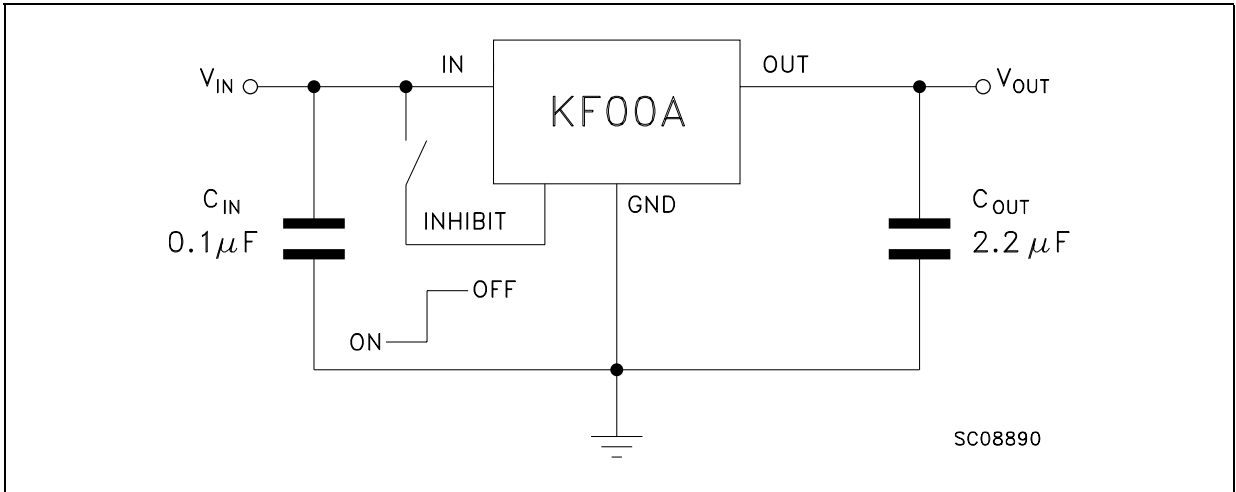 V_IN
IN
KF00A
OUT
V_OUT
C_IN
0.1μF
INHIBIT
GND
C_OUT
2.2 μF
OFF
ON
SC08890